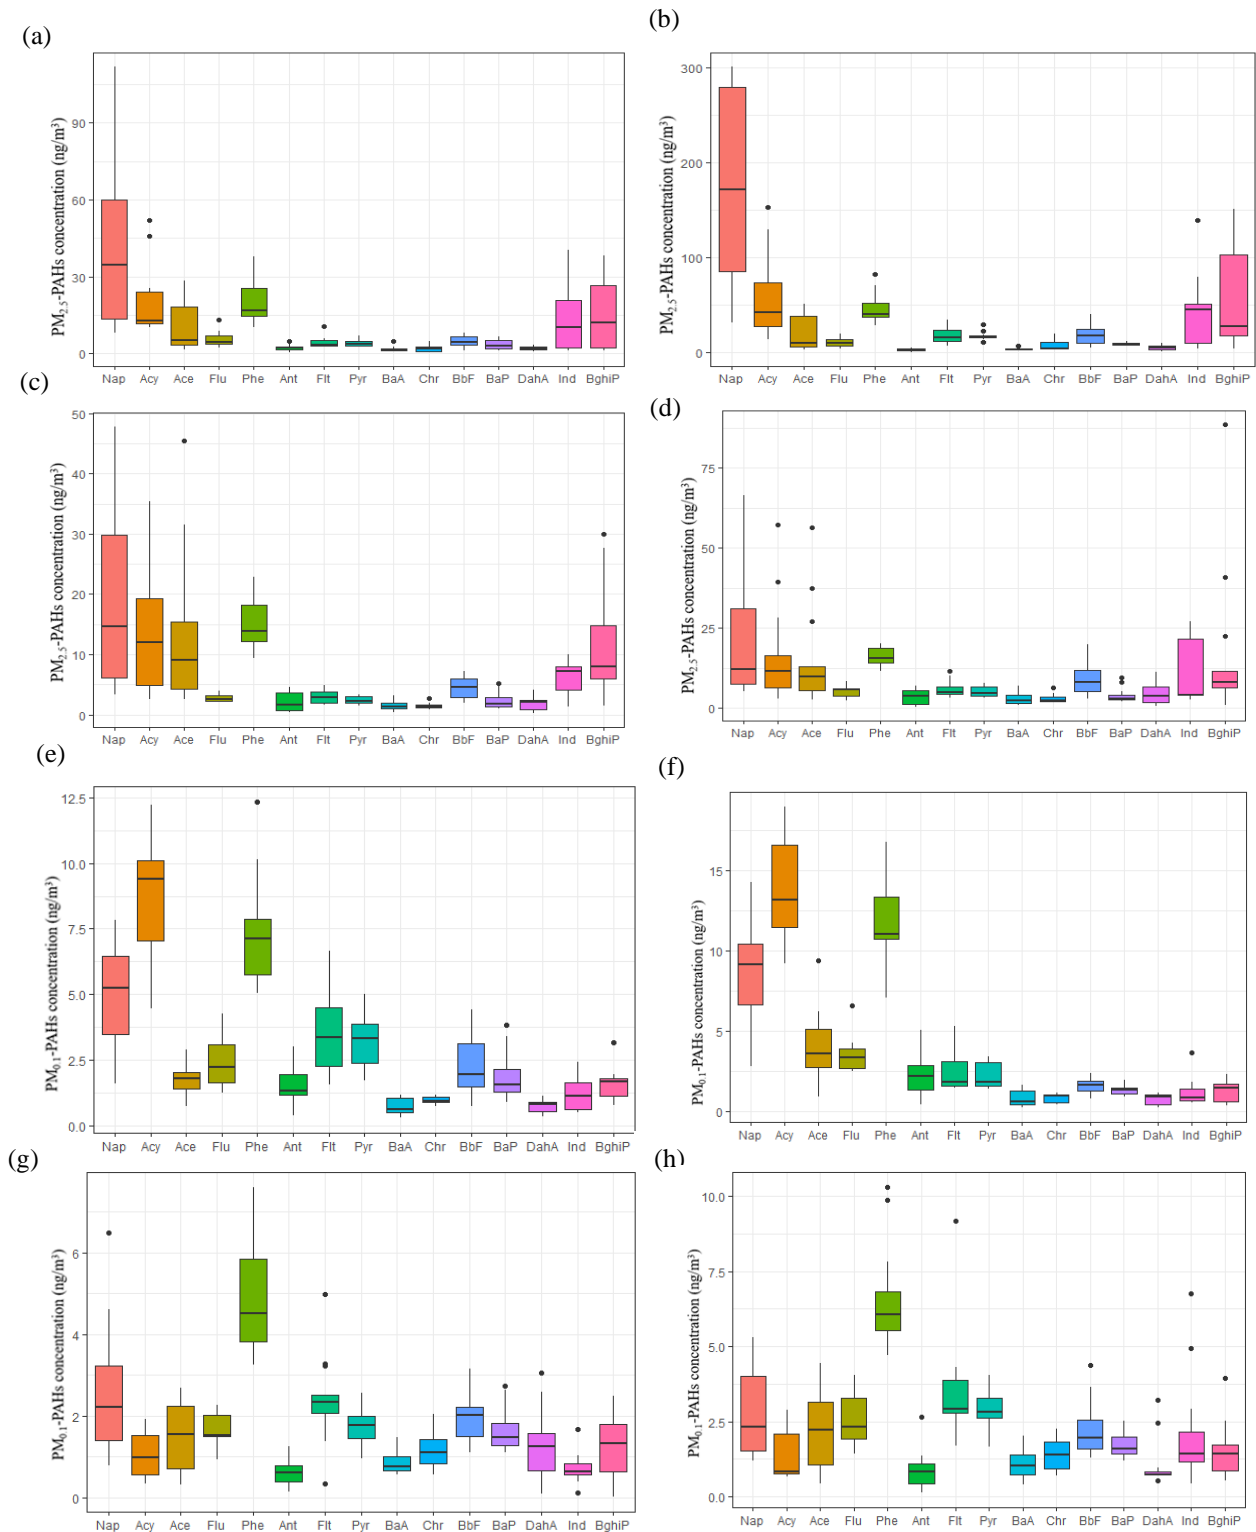 (a)
PM2.5-PAHs concentration (ng/m³)
90
60
30
0
Nap Acy Ace Flu Phe Ant Flt Pyr BaA Chr BbF BaP DahA Ind BghiP
(b)
PM2.5-PAHs concentration (ng/m³)
300
200
100
0
Nap Acy Ace Flu Phe Ant Flt Pyr BaA Chr BbF BaP DahA Ind BghiP
(c)
PM2.5-PAHs concentration (ng/m³)
50
40
30
20
10
0
Nap Acy Ace Flu Phe Ant Flt Pyr BaA Chr BbF BaP DahA Ind BghiP
(d)
PM2.5-PAHs concentration (ng/m³)
75
50
25
0
Nap Acy Ace Flu Phe Ant Flt Pyr BaA Chr BbF BaP DahA Ind BghiP
(e)
PM0.1-PAHs concentration (ng/m³)
12.5
10.0
7.5
5.0
2.5
0.0
Nap Acy Ace Flu Phe Ant Flt Pyr BaA Chr BbF BaP DahA Ind BghiP
(f)
PM0.1-PAHs concentration (ng/m³)
15
10
5
0
Nap Acy Ace Flu Phe Ant Flt Pyr BaA Chr BbF BaP DahA Ind BghiP
(g)
PM0.1-PAHs concentration (ng/m³)
6
4
2
0
Nap Acy Ace Flu Phe Ant Flt Pyr BaA Chr BbF BaP DahA Ind BghiP
(h)
PM0.1-PAHs concentration (ng/m³)
10.0
7.5
5.0
2.5
0.0
Nap Acy Ace Flu Phe Ant Flt Pyr BaA Chr BbF BaP DahA Ind BghiP